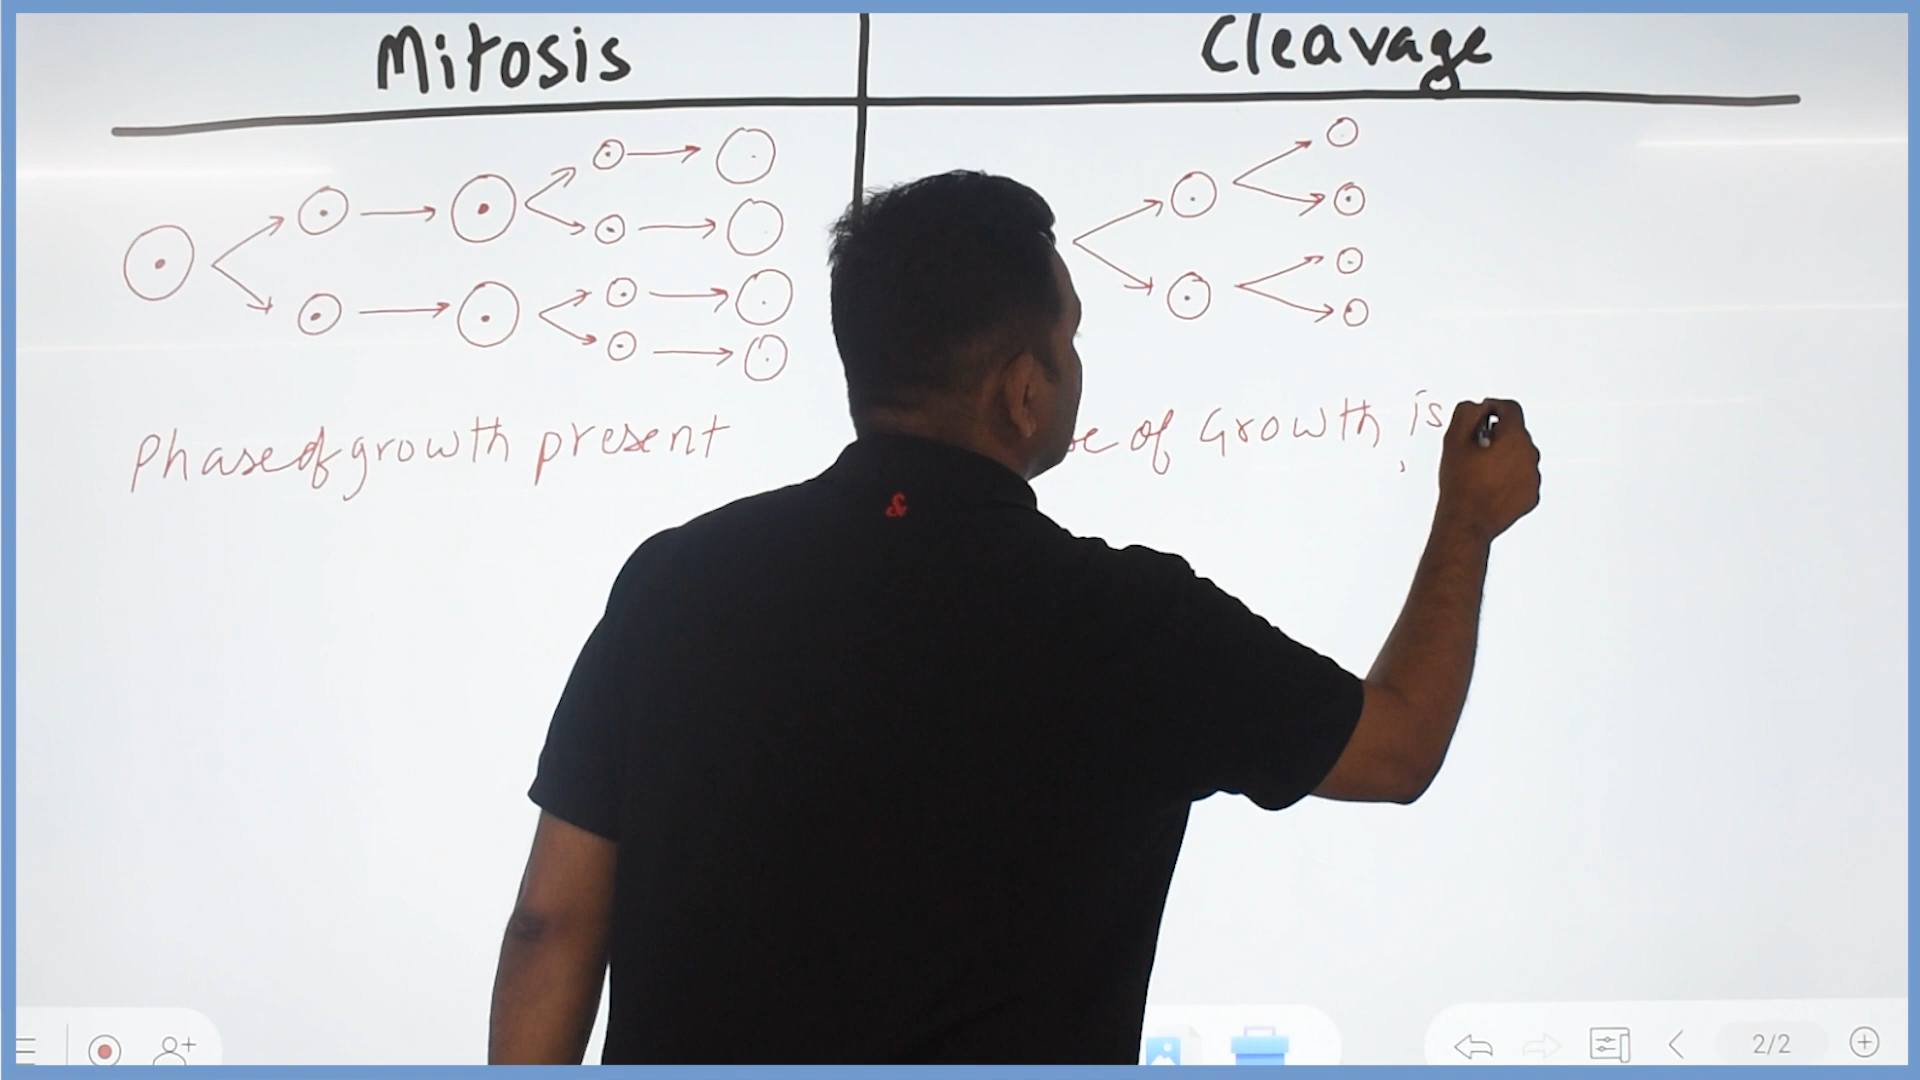 Mitosis
Cleavage
Phase of growth present
of Growth is
&
2/2